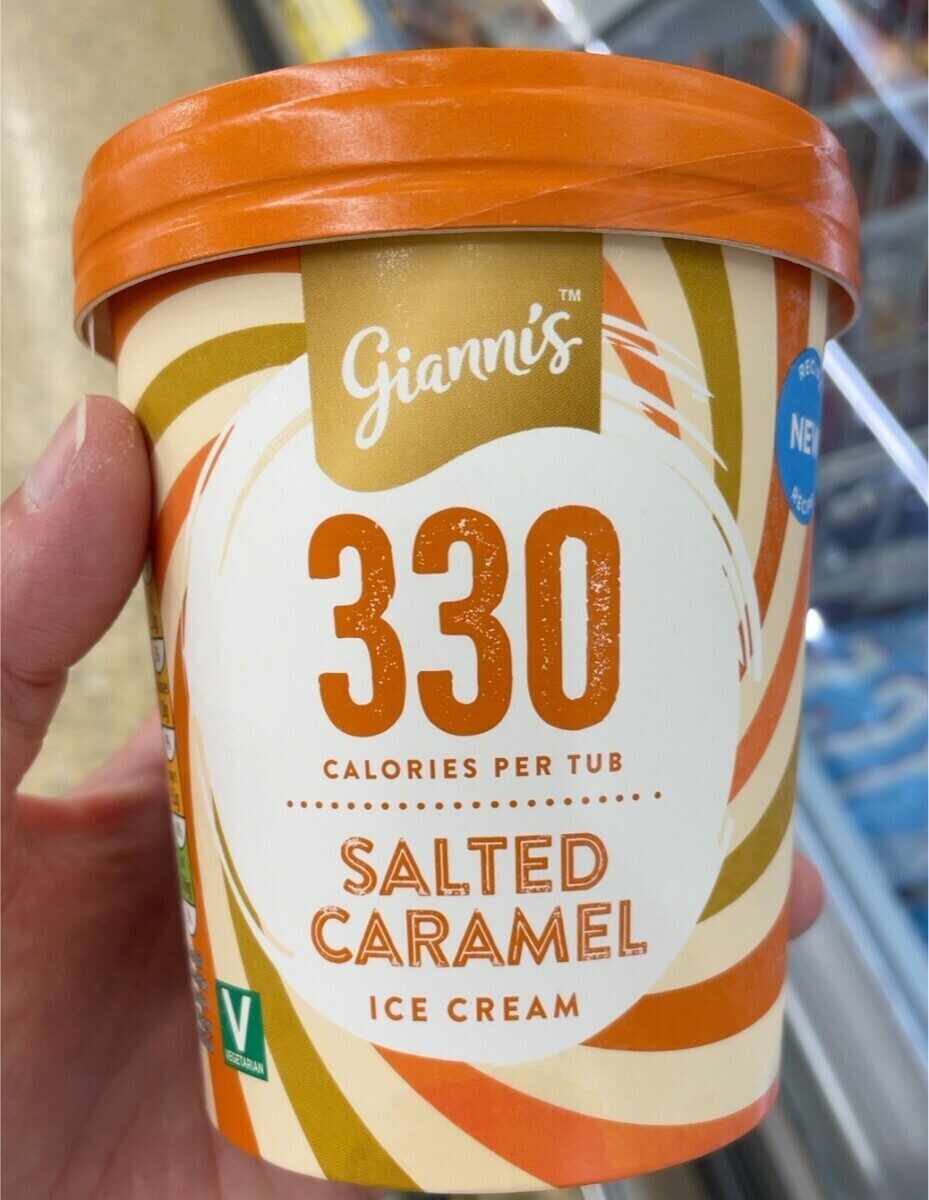 Gianni's™
330
CALORIES PER TUB
SALTED
CARAMEL
ICE CREAM
NEW
V
VEGETARIAN